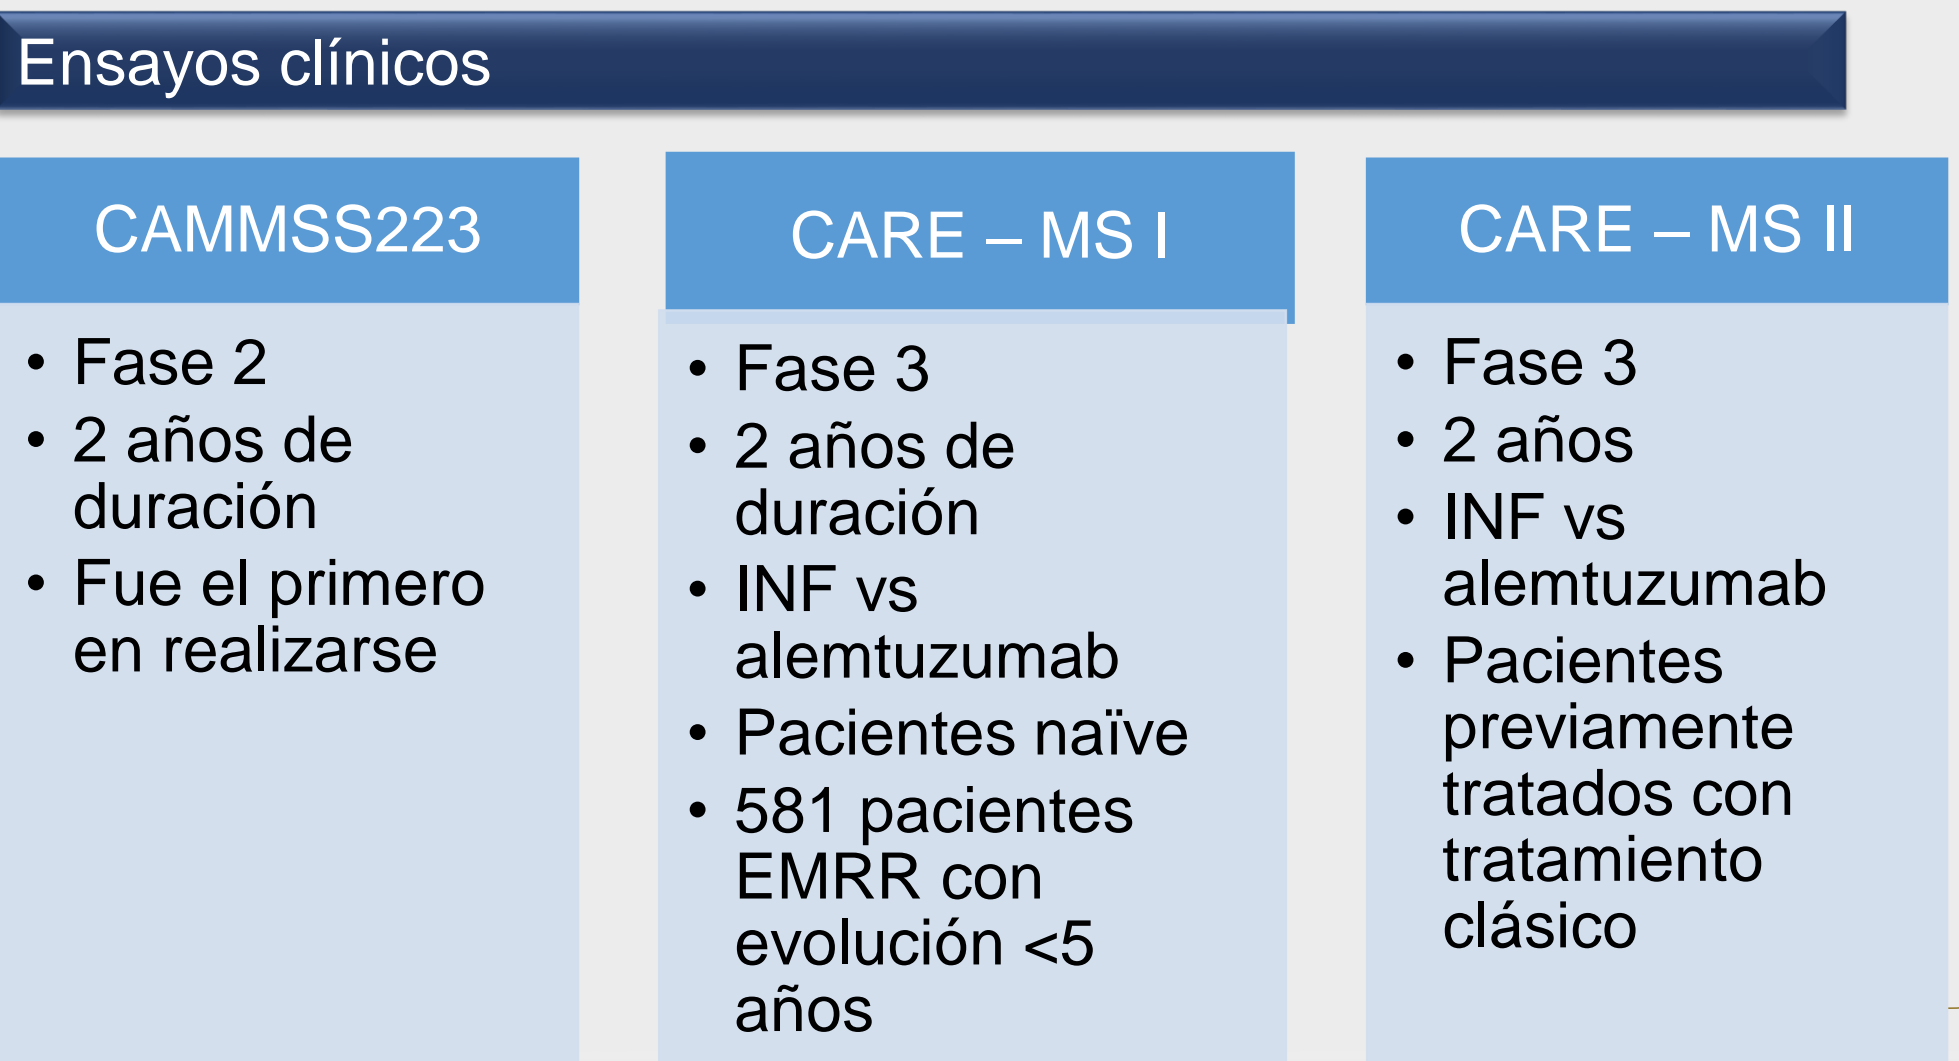 Ensayos clínicos
CAMMSS223
• Fase 2
• 2 años de
duración
• Fue el primero
en realizarse
CARE – MS I
• Fase 3
• 2 años de
duración
• INF vs
alemtuzumab
• Pacientes naïve
• 581 pacientes
EMRR con
evolución <5
años
CARE – MS II
• Fase 3
• 2 años
• INF vs
alemtuzumab
• Pacientes
previamente
tratados con
tratamiento
clásico